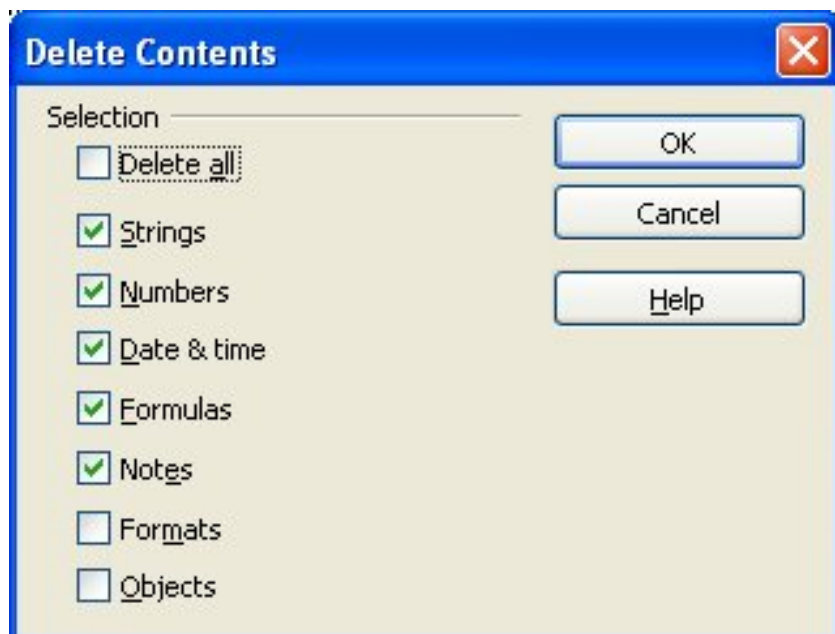 Delete Contents
Selection
Delete all
Strings
Numbers
Date & time
Formulas
Notes
Formats
Objects
OK
Cancel
Help